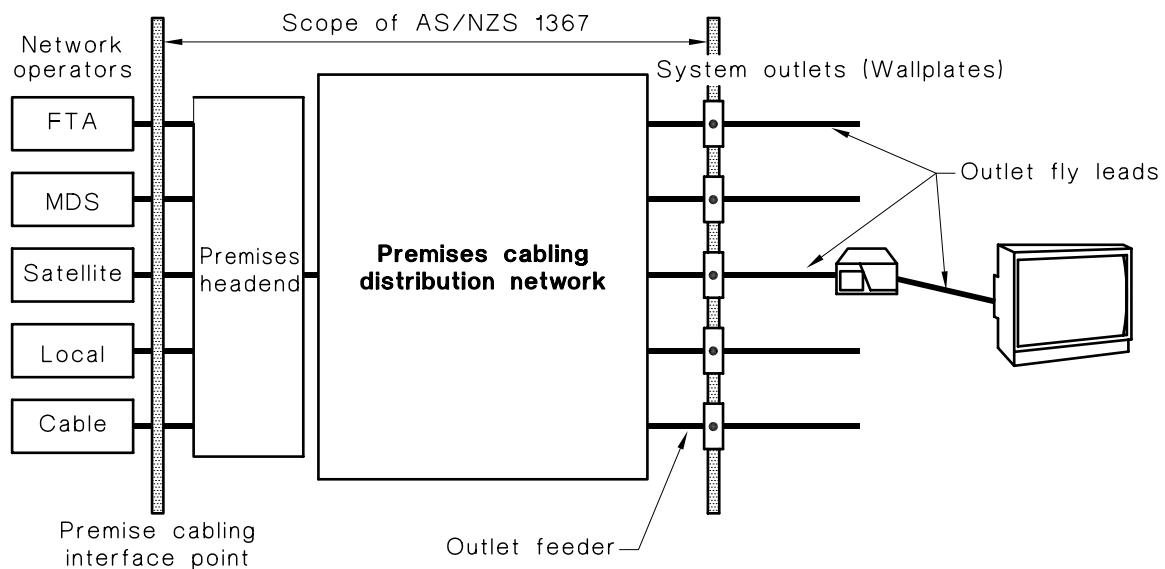 Scope of AS/NZS 1367
Network
operators
System outlets (Wallplates)
FTA
MDS
Satellite
Local
Cable
Premises
headend
Premises cabling
distribution network
Outlet fly leads
Premise cabling
interface point
Outlet feeder